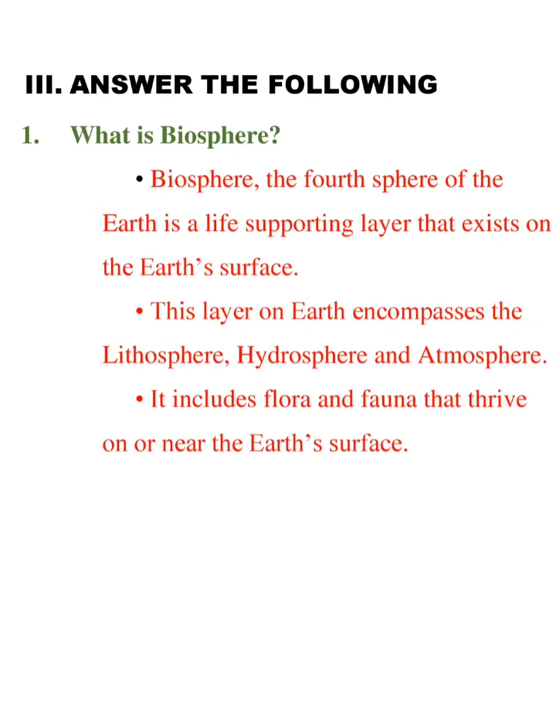 III. ANSWER THE FOLLOWING
1. What is Biosphere?
• Biosphere, the fourth sphere of the
Earth is a life supporting layer that exists on
the Earth’s surface.
• This layer on Earth encompasses the
Lithosphere, Hydrosphere and Atmosphere.
• It includes flora and fauna that thrive
on or near the Earth’s surface.